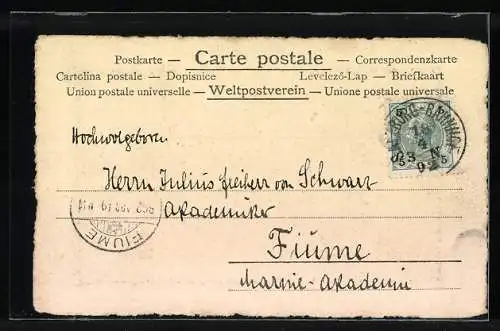 Postkarte — Carte postale — Correspondenzkarte
Cartolina postale — Dopisnice Levelező-Lap — Briefkaart
Union postale universelle — Weltpostverein — Unione postale universale
Hochwolgeboren
Herrn Julius freiherr von Schwarz
Akademiker
Fiume
Marine-Akademie
FIUME